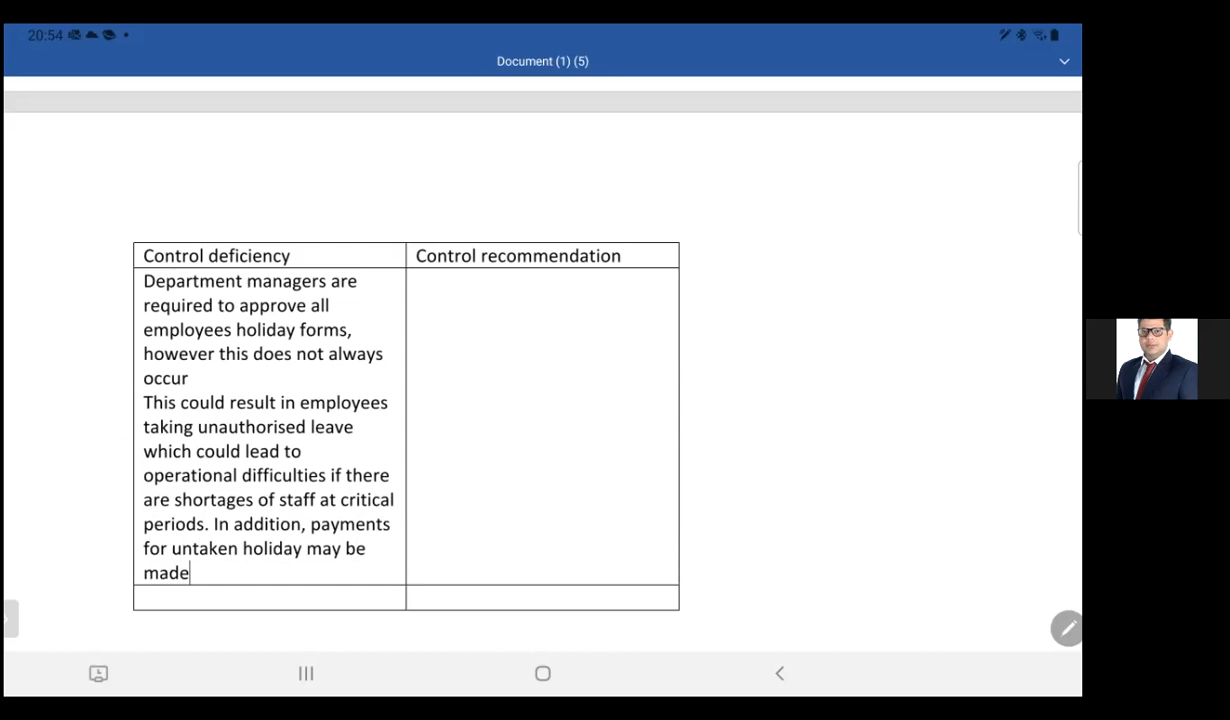 20:54
Document (1) (5)
Control deficiency
Control recommendation
Department managers are
required to approve all
employees holiday forms,
however this does not always
occur
This could result in employees
taking unauthorised leave
which could lead to
operational difficulties if there
are shortages of staff at critical
periods. In addition, payments
for untaken holiday may be
made